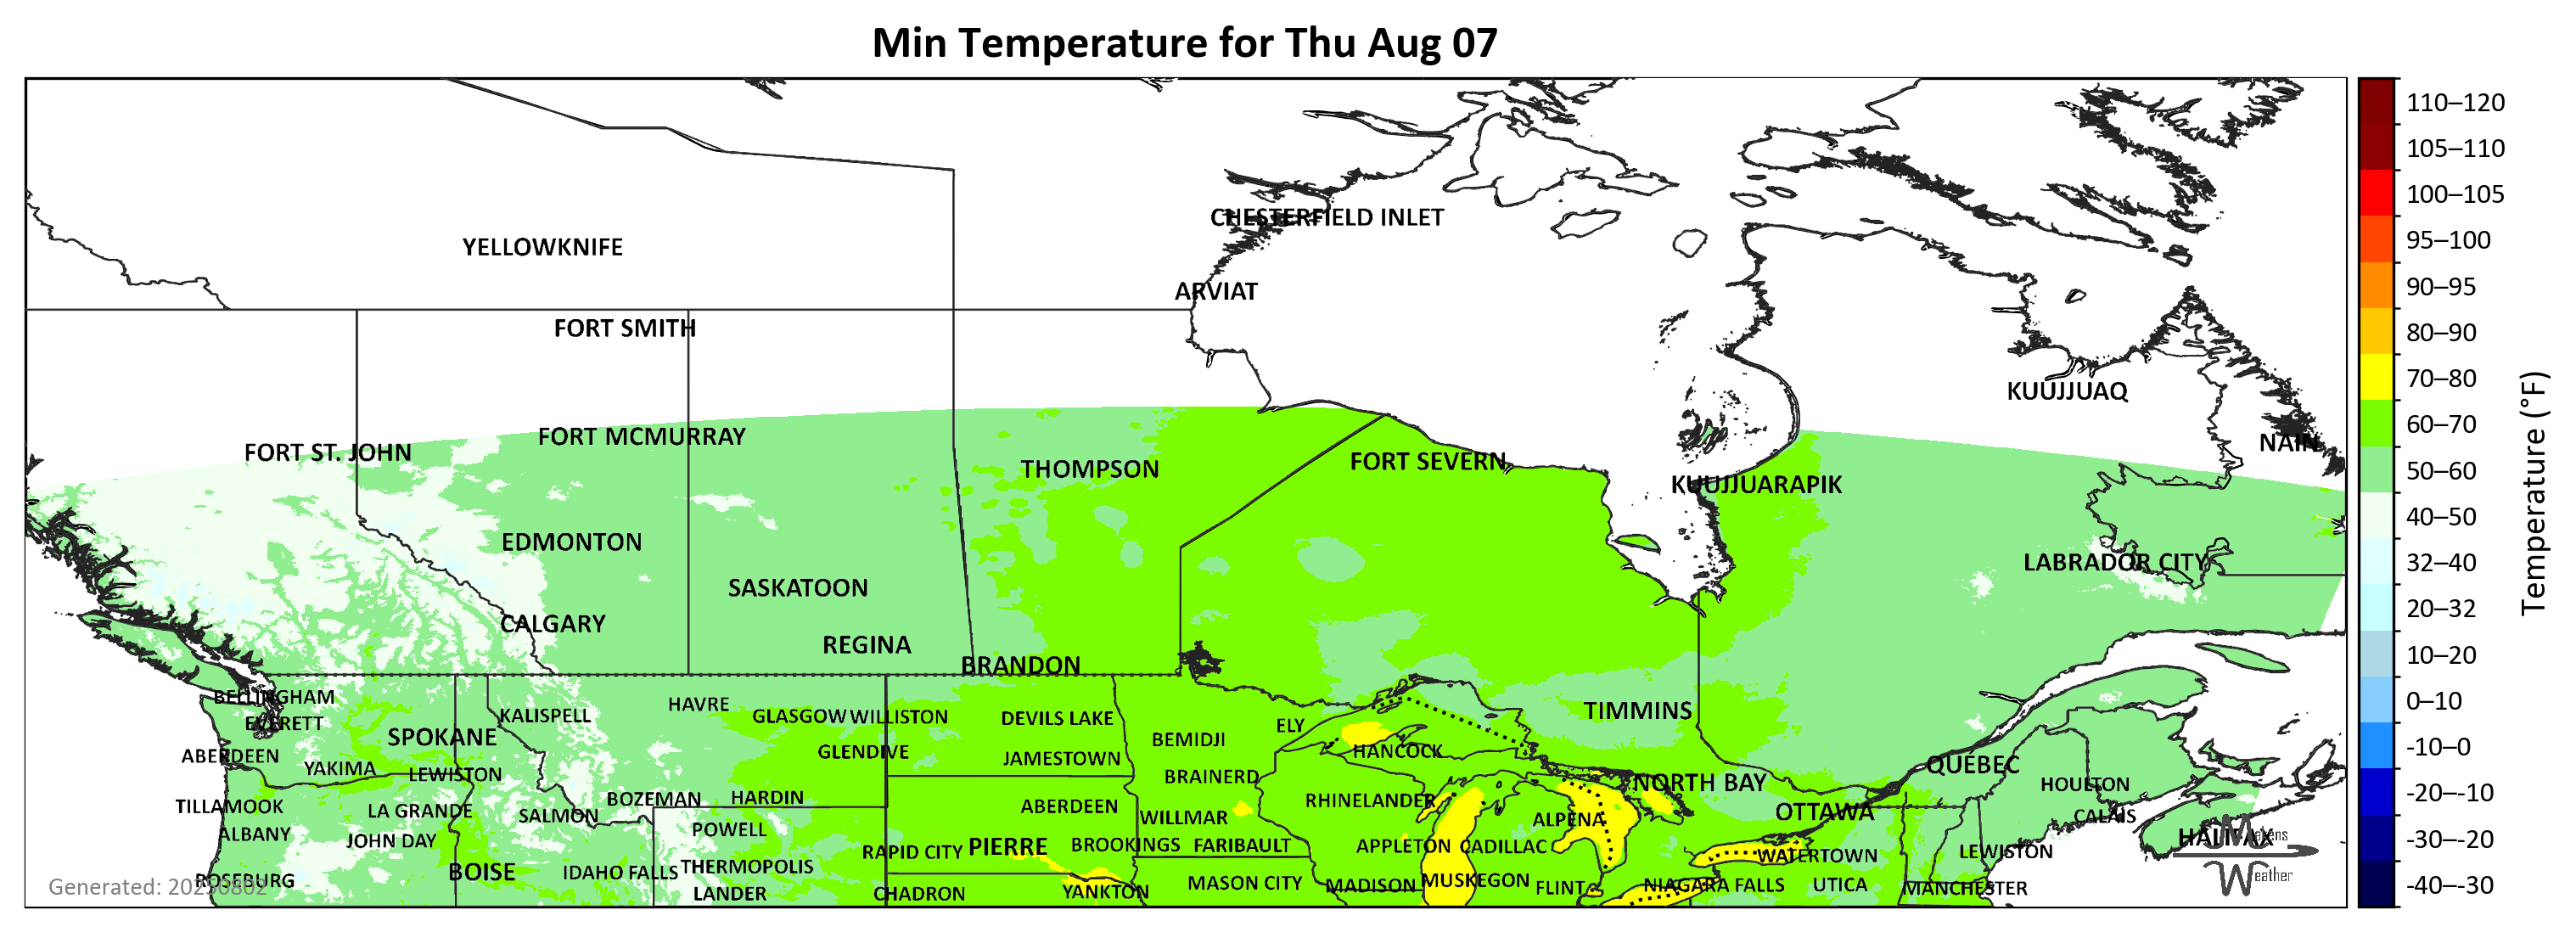 Min Temperature for Thu Aug 07
CHESTERFIELD INLET
YELLOWKNIFE
ARVIAT
FORT SMITH
KUUJJUAQ
FORT MCMURRAY
NAIN
FORT ST. JOHN
FORT SEVERN
THOMPSON
KUUJJUARAPIK
EDMONTON
LABRADOR CITY
SASKATOON
CALGARY
REGINA
BRANDON
BELLINGHAM
HAVRE
TIMMINS
KALISPELL
GLASGOW
WILLISTON
DEVILS LAKE
EVERETT
ELY
SPOKANE
BEMIDJI
HANCOCK
GLENDIVE
ABERDEEN
JAMESTOWN
QUÉBEC
YAKIMA
LEWISTON
BRAINERD
NORTH BAY
HOULTON
BOZEMAN
HARDIN
RHINELANDER
TILLAMOOK
LA GRANDE
ABERDEEN
OTTAWA
SALMON
WILLMAR
CALAIS
ALPENA
ALBANY
POWELL
HALIFAX
JOHN DAY
PIERRE
BROOKINGS
FARIBAULT
APPLETON
CADILLAC
RAPID CITY
WATERTOWN
LEWISTON
BOISE
IDAHO FALLS
THERMOPOLIS
ROSEBURG
MASON CITY
MADISON
MUSKEGON
FLINT
NIAGARA FALLS
UTICA
MANCHESTER
LANDER
CHADRON
YANKTON
Generated: 20250802
Makens
Weather
110–120
105–110
100–105
95–100
90–95
80–90
70–80
60–70
50–60
40–50
32–40
20–32
10–20
0–10
-10–0
-20–-10
-30–-20
-40–-30
Temperature (°F)